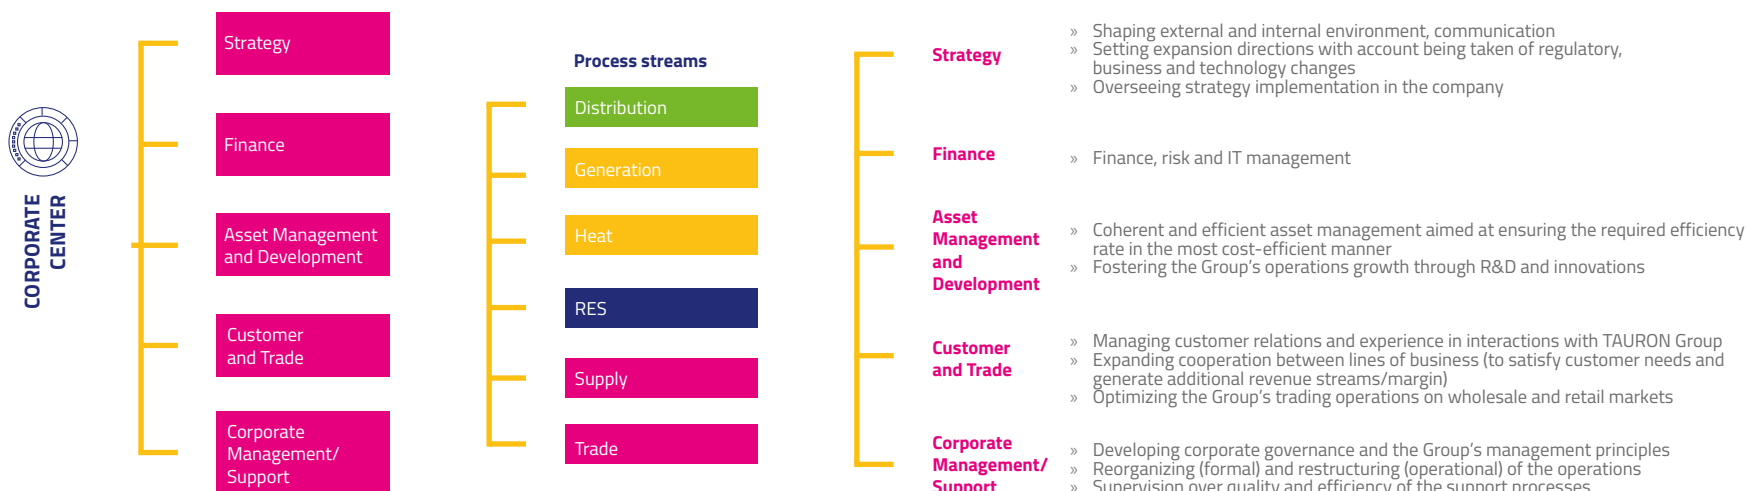 CORPORATE
CENTER
Strategy
Finance
Asset Management
and Development
Customer
and Trade
Corporate
Management/
Support
Process streams
Distribution
Generation
Heat
RES
Supply
Trade
Strategy
» Shaping external and internal environment, communication
» Setting expansion directions with account being taken of regulatory,
business and technology changes
» Overseeing strategy implementation in the company
Finance
» Finance, risk and IT management
Asset
Management
and
Development
» Coherent and efficient asset management aimed at ensuring the required efficiency
rate in the most cost-efficient manner
» Fostering the Group's operations growth through R&D and innovations
Customer
and Trade
» Managing customer relations and experience in interactions with TAURON Group
» Expanding cooperation between lines of business (to satisfy customer needs and
generate additional revenue streams/margin)
» Optimizing the Group's trading operations on wholesale and retail markets
Corporate
Management/
Support
» Developing corporate governance and the Group's management principles
» Reorganizing (formal) and restructuring (operational) of the operations
» Supervision over quality and efficiency of the support processes